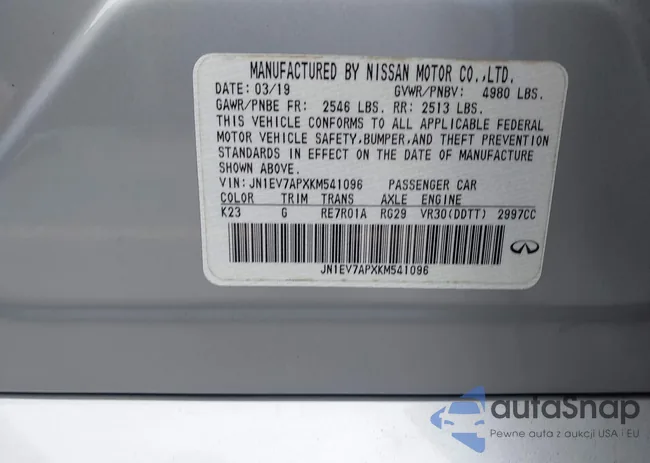 MANUFACTURED BY NISSAN MOTOR CO.,LTD.
DATE: 03/19 GVWR/PNBV: 4980 LBS.
GAWR/PNBE FR: 2546 LBS. RR: 2513 LBS.
THIS VEHICLE CONFORMS TO ALL APPLICABLE FEDERAL
MOTOR VEHICLE SAFETY,BUMPER,AND THEFT PREVENTION
STANDARDS IN EFFECT ON THE DATE OF MANUFACTURE
SHOWN ABOVE.
VIN: JN1EV7APXKM541096 PASSENGER CAR
COLOR TRIM TRANS AXLE ENGINE
K23 G RE7R01A RG29 VR30(DDTT) 2997CC
JN1EV7APXKM541096
autoSnap
Pewne auta z aukcji USA i EU